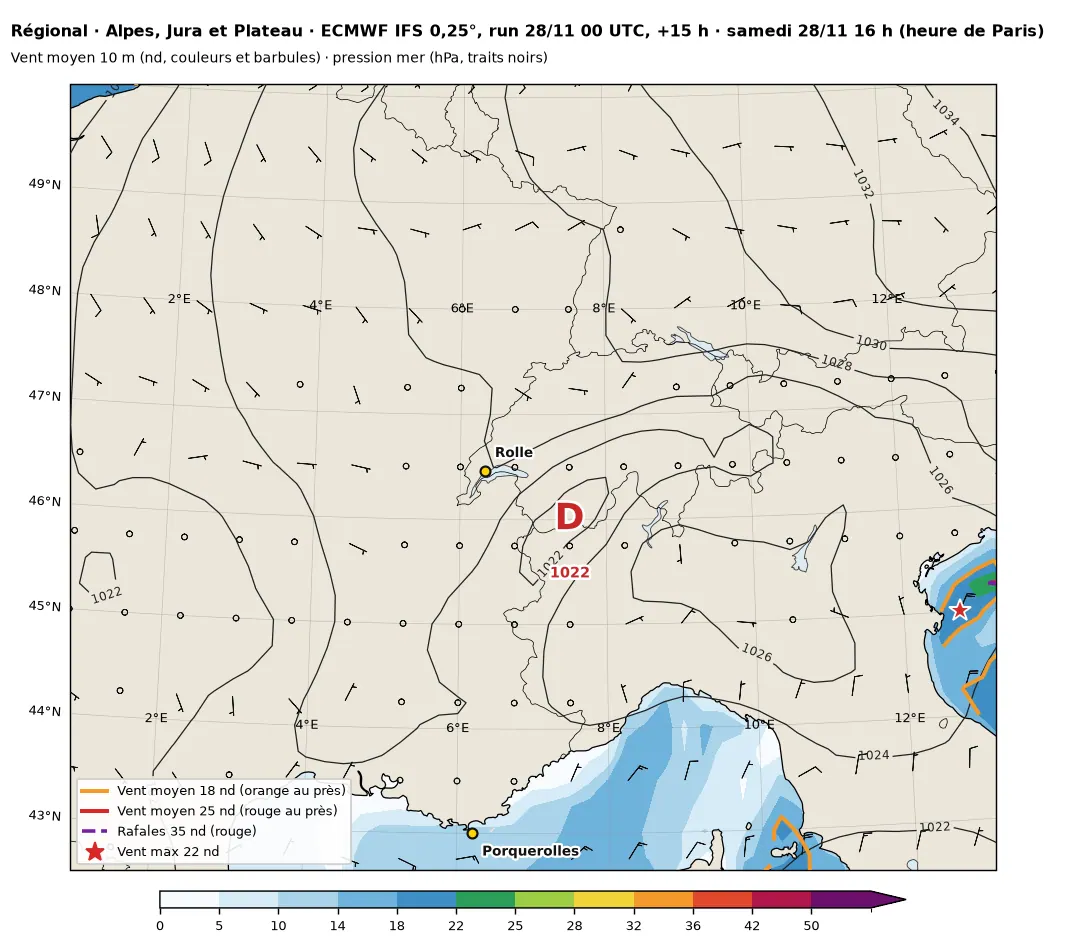 Régional · Alpes, Jura et Plateau · ECMWF IFS 0,25°, run 28/11 00 UTC, +15 h · samedi 28/11 16 h (heure de Paris)
Vent moyen 10 m (nd, couleurs et barbules) · pression mer (hPa, traits noirs)
1034
49°N
1032
48°N
2°E
4°E
6°E
8°E
10°E
12°E
1030
1028
47°N
Rolle
1026
46°N
D
1022
1022
1022
45°N
1026
44°N
2°E
4°E
6°E
8°E
10°E
12°E
1024
Vent moyen 18 nd (orange au près)
Vent moyen 25 nd (rouge au près)
Rafales 35 nd (rouge)
Vent max 22 nd
43°N
1022
Porquerolles
0 5 10 14 18 22 25 28 32 36 42 50